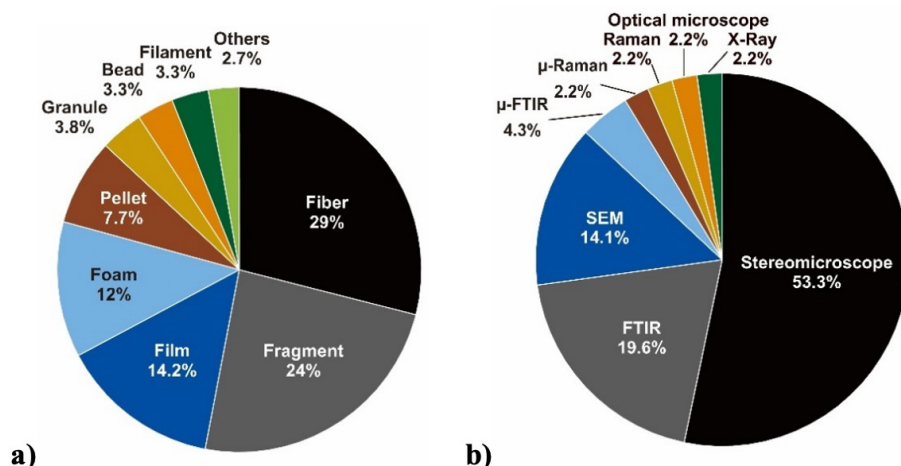 Others
2.7%
Filament
3.3%
Bead
3.3%
Granule
3.8%
Pellet
7.7%
Foam
12%
Film
14.2%
Fragment
24%
Fiber
29%
a)
Optical microscope
2.2%
Raman
2.2%
X-Ray
2.2%
μ-Raman
2.2%
μ-FTIR
4.3%
SEM
14.1%
FTIR
19.6%
Stereomicroscope
53.3%
b)